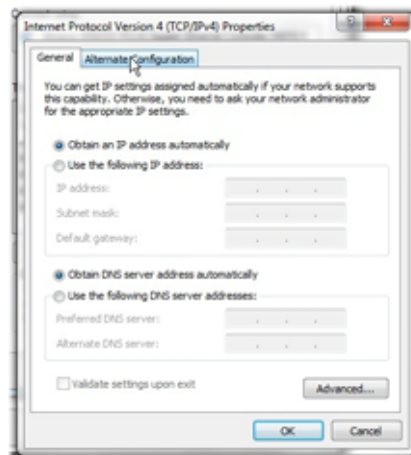 Internet Protocol Version 4 (TCP/IPv4) Properties
General
Alternate Configuration
You can get IP settings assigned automatically if your network supports
this capability. Otherwise, you need to ask your network administrator
for the appropriate IP settings.
Obtain an IP address automatically
Use the following IP address:
IP address:
Subnet mask:
Default gateway:
Obtain DNS server address automatically
Use the following DNS server addresses:
Preferred DNS server:
Alternate DNS server:
Validate settings upon exit
Advanced...
OK
Cancel